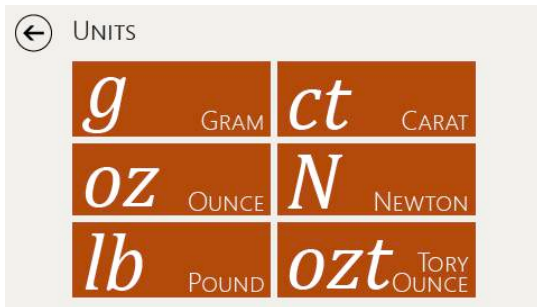 Units
g Gram
ct Carat
oz Ounce
N Newton
lb Pound
ozt Tory
Ounce